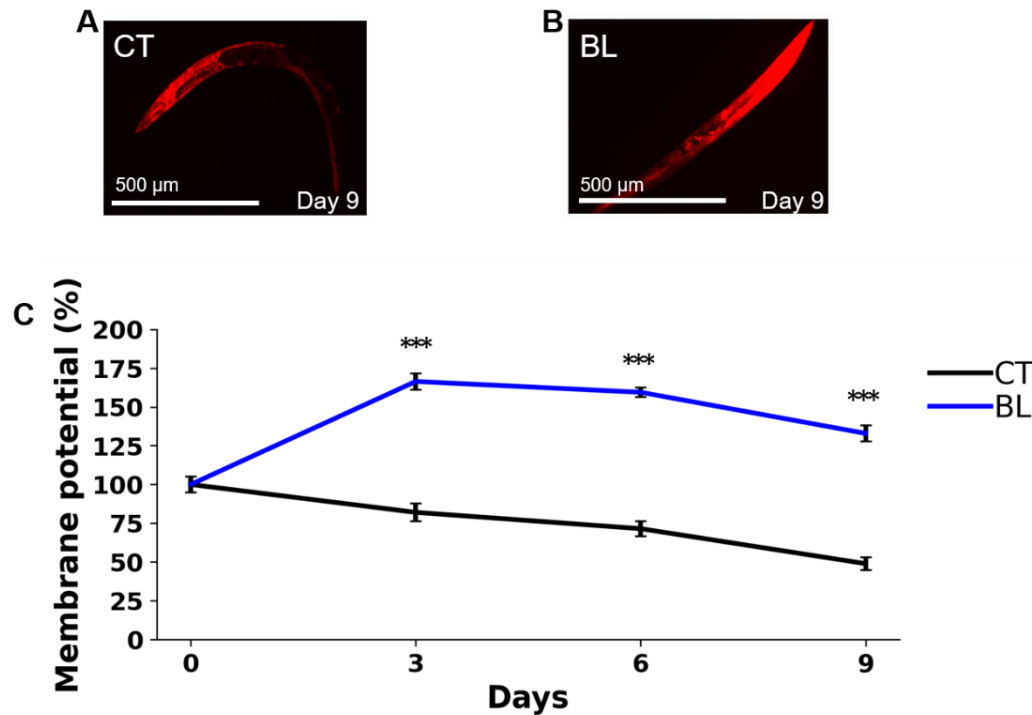 A
CT
500 µm
Day 9
B
BL
500 µm
Day 9
C
Membrane potential (%)
200
175
150
125
100
75
50
25
0
***
***
***
CT
BL
0 3 6 9
Days